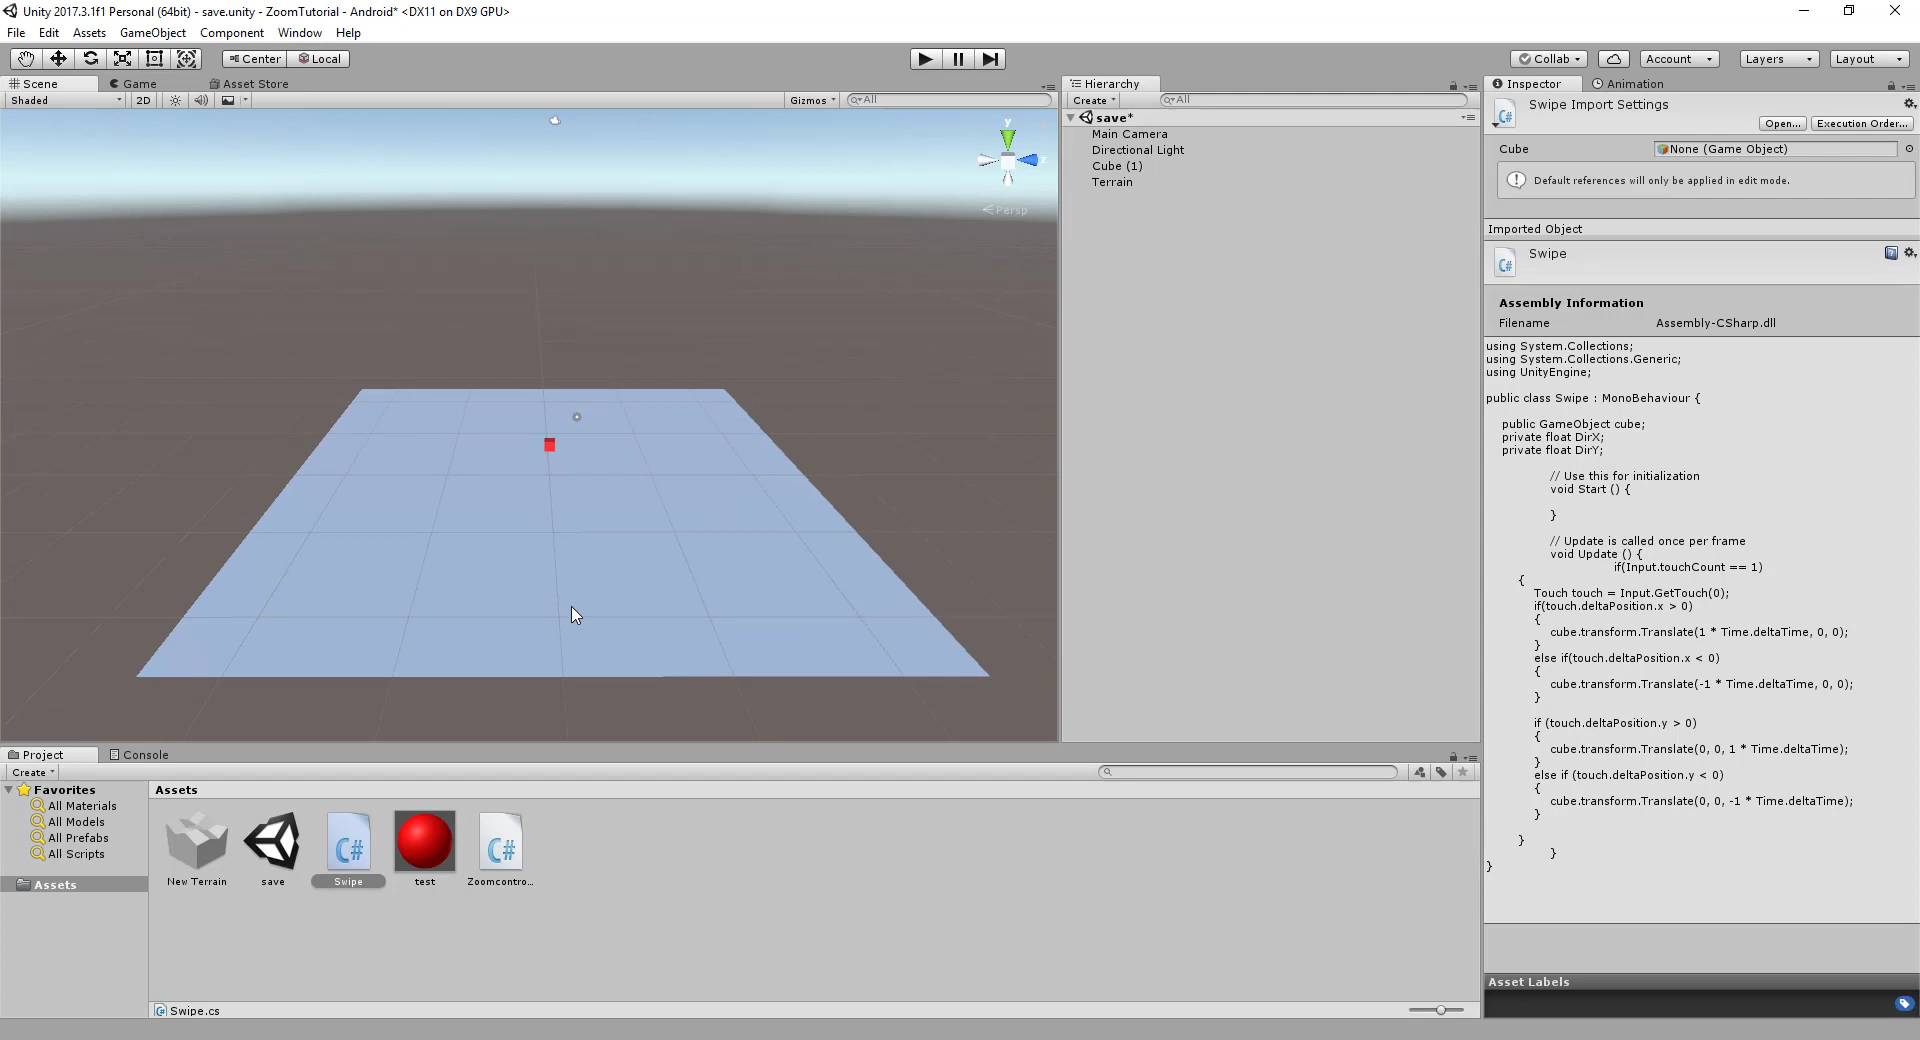 Unity 2017.3.1f1 Personal (64bit) - save.unity - ZoomTutorial - Android* <DX11 on DX9 GPU>
File Edit Assets GameObject Component Window Help
Center Local
Collab Account Layers Layout
Scene Game Asset Store
Shaded 2D Gizmos All
y
z
Persp
Hierarchy
Create All
save*
Main Camera
Directional Light
Cube (1)
Terrain
Inspector Animation
Swipe Import Settings
Open... Execution Order...
Cube None (Game Object)
Default references will only be applied in edit mode.
Imported Object
C#
Swipe
Assembly Information
Filename Assembly-CSharp.dll
using System.Collections;
using System.Collections.Generic;
using UnityEngine;
public class Swipe : MonoBehaviour {
public GameObject cube;
private float DirX;
private float DirY;
// Use this for initialization
void Start () {
}
// Update is called once per frame
void Update () {
if(Input.touchCount == 1)
{
Touch touch = Input.GetTouch(0);
if(touch.deltaPosition.x > 0)
{
cube.transform.Translate(1 * Time.deltaTime, 0, 0);
}
else if(touch.deltaPosition.x < 0)
{
cube.transform.Translate(-1 * Time.deltaTime, 0, 0);
}
if (touch.deltaPosition.y > 0)
{
cube.transform.Translate(0, 0, 1 * Time.deltaTime);
}
else if (touch.deltaPosition.y < 0)
{
cube.transform.Translate(0, 0, -1 * Time.deltaTime);
}
}
}
}
Asset Labels
Project Console
Create
Favorites
All Materials
All Models
All Prefabs
All Scripts
Assets
Assets
C# C#
New Terrain save Swipe test Zoomcontro...
Swipe.cs